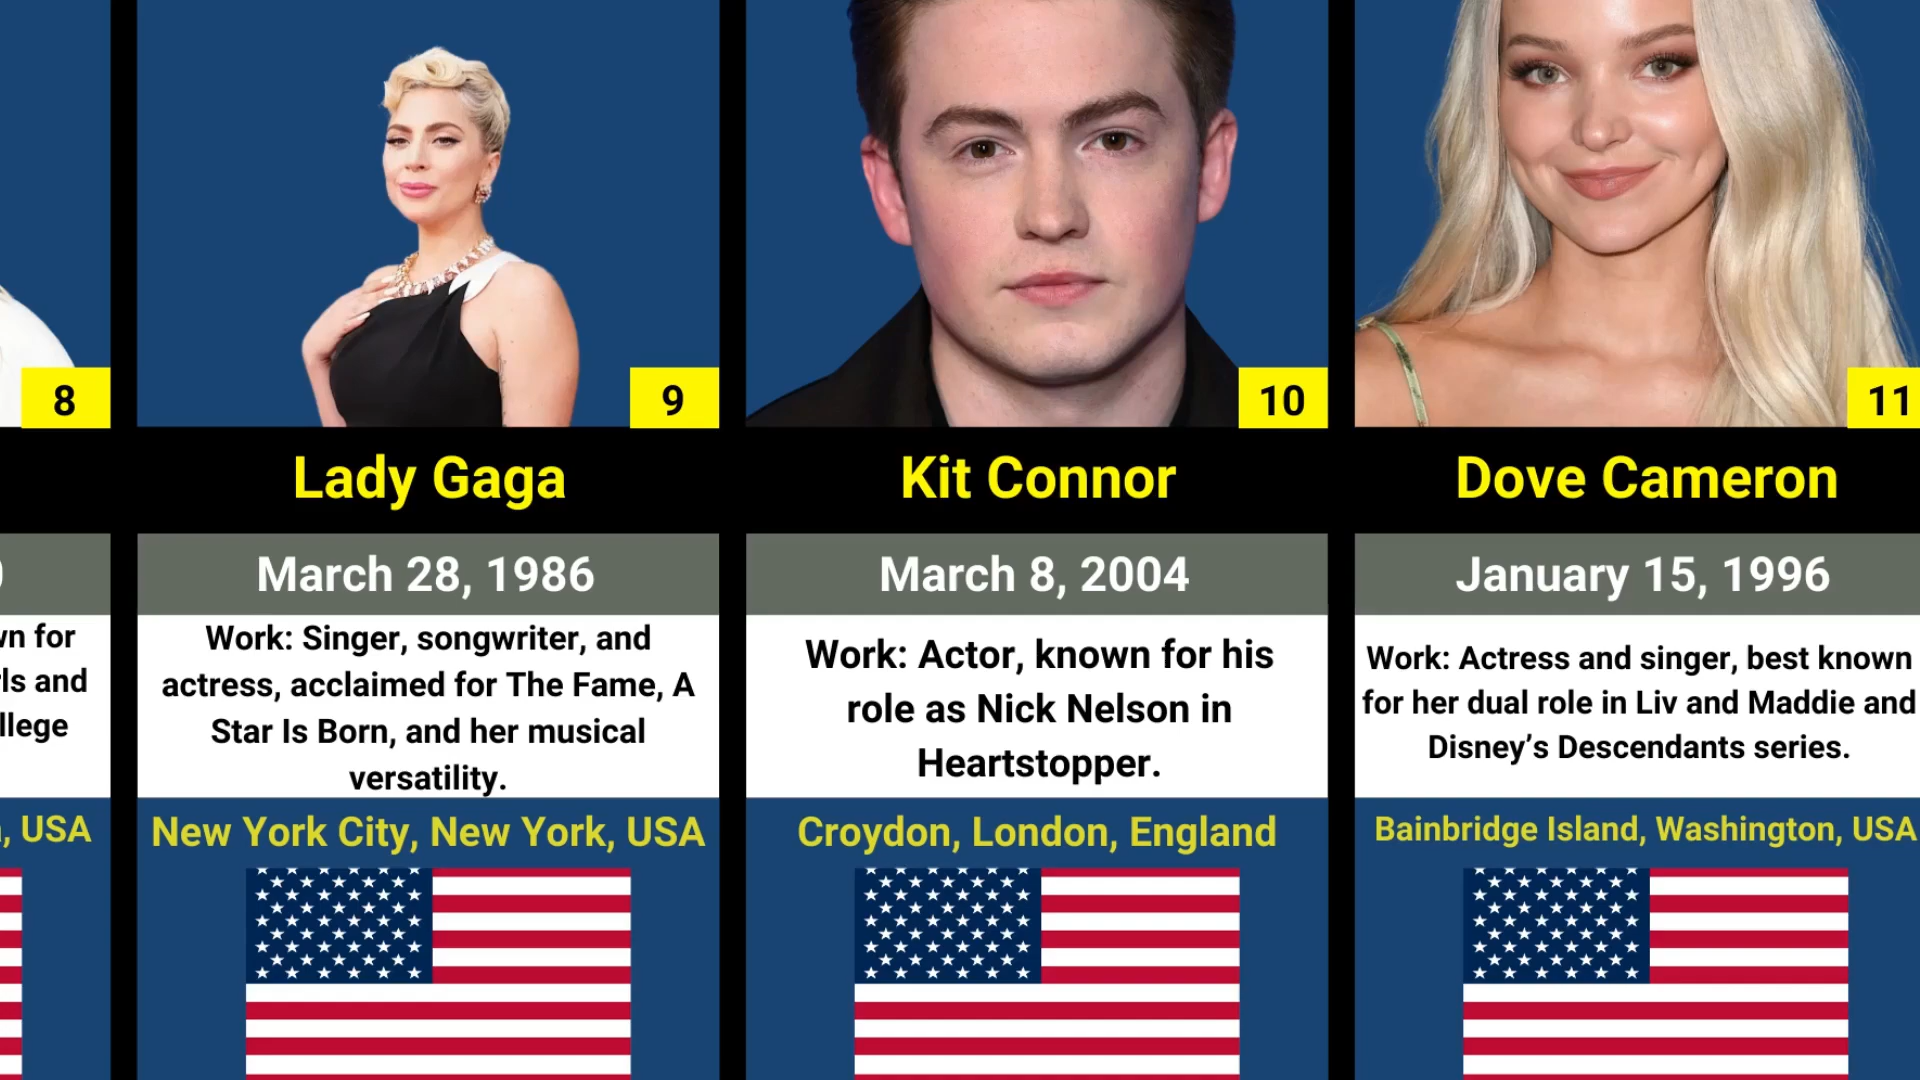 8
9
10
11
Lady Gaga
Kit Connor
Dove Cameron
March 28, 1986
March 8, 2004
January 15, 1996
for
and
Work: Singer, songwriter, and
actress, acclaimed for The Fame, A
Star Is Born, and her musical
versatility.
Work: Actor, known for his
role as Nick Nelson in
Heartstopper.
Work: Actress and singer, best known
for her dual role in Liv and Maddie and
Disney’s Descendants series.
USA
New York City, New York, USA
Croydon, London, England
Bainbridge Island, Washington, USA